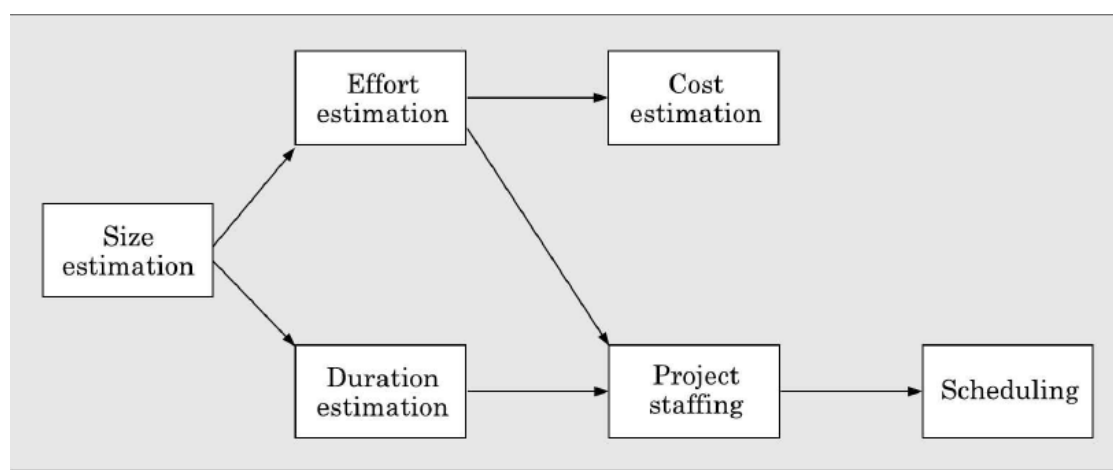 Effort
estimation
Cost
estimation
Size
estimation
Duration
estimation
Project
staffing
Scheduling